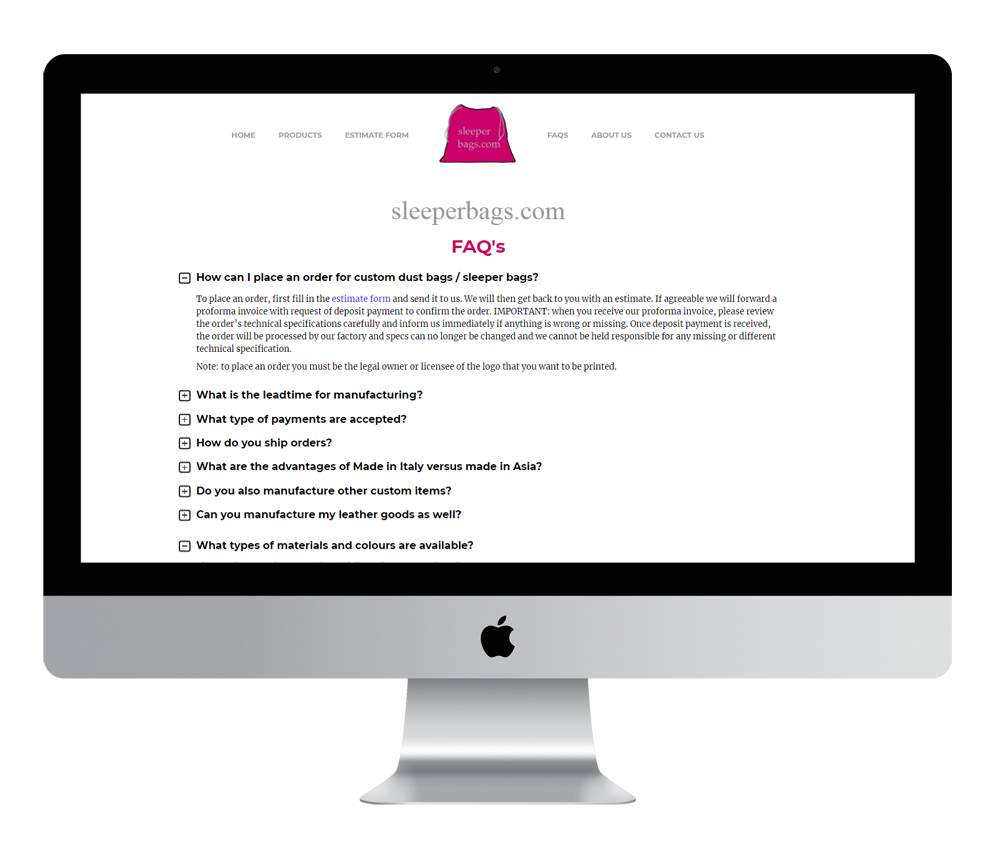 HOME PRODUCTS ESTIMATE FORM
sleeper
bags.com
FAQS ABOUT US CONTACT US
sleeperbags.com
FAQ's
How can I place an order for custom dust bags / sleeper bags?
To place an order, first fill in the estimate form and send it to us. We will then get back to you with an estimate. If agreeable we will forward a
proforma invoice with request of deposit payment to confirm the order. IMPORTANT: when you receive our proforma invoice, please review
the order's technical specifications carefully and inform us immediately if anything is wrong or missing. Once deposit payment is received,
the order will be processed by our factory and specs can no longer be changed and we cannot be held responsible for any missing or different
technical specification.
Note: to place an order you must be the legal owner or licensee of the logo that you want to be printed.
What is the leadtime for manufacturing?
What type of payments are accepted?
How do you ship orders?
What are the advantages of Made in Italy versus made in Asia?
Do you also manufacture other custom items?
Can you manufacture my leather goods as well?
What types of materials and colours are available?